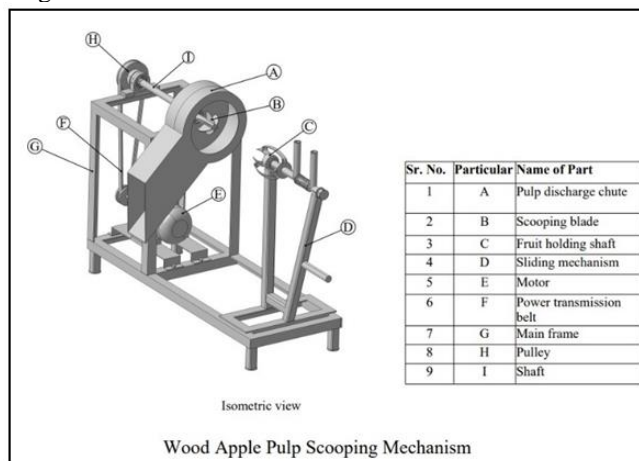 H
I
A
B
C
G
F
E
D
Sr. No. Particular Name of Part
1 A Pulp discharge chute
2 B Scooping blade
3 C Fruit holding shaft
4 D Sliding mechanism
5 E Motor
6 F Power transmission
belt
7 G Main frame
8 H Pulley
9 I Shaft
Isometric view
Wood Apple Pulp Scooping Mechanism